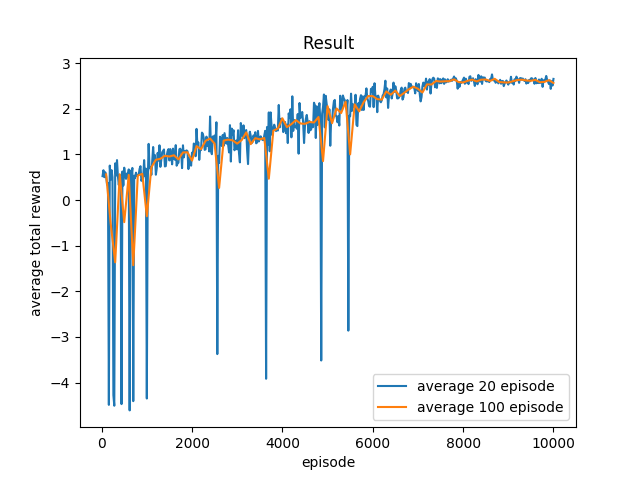 Result
3
2
1
0
−1
−2
−3
−4
average total reward
average 20 episode
average 100 episode
0
2000
4000
6000
8000
10000
episode